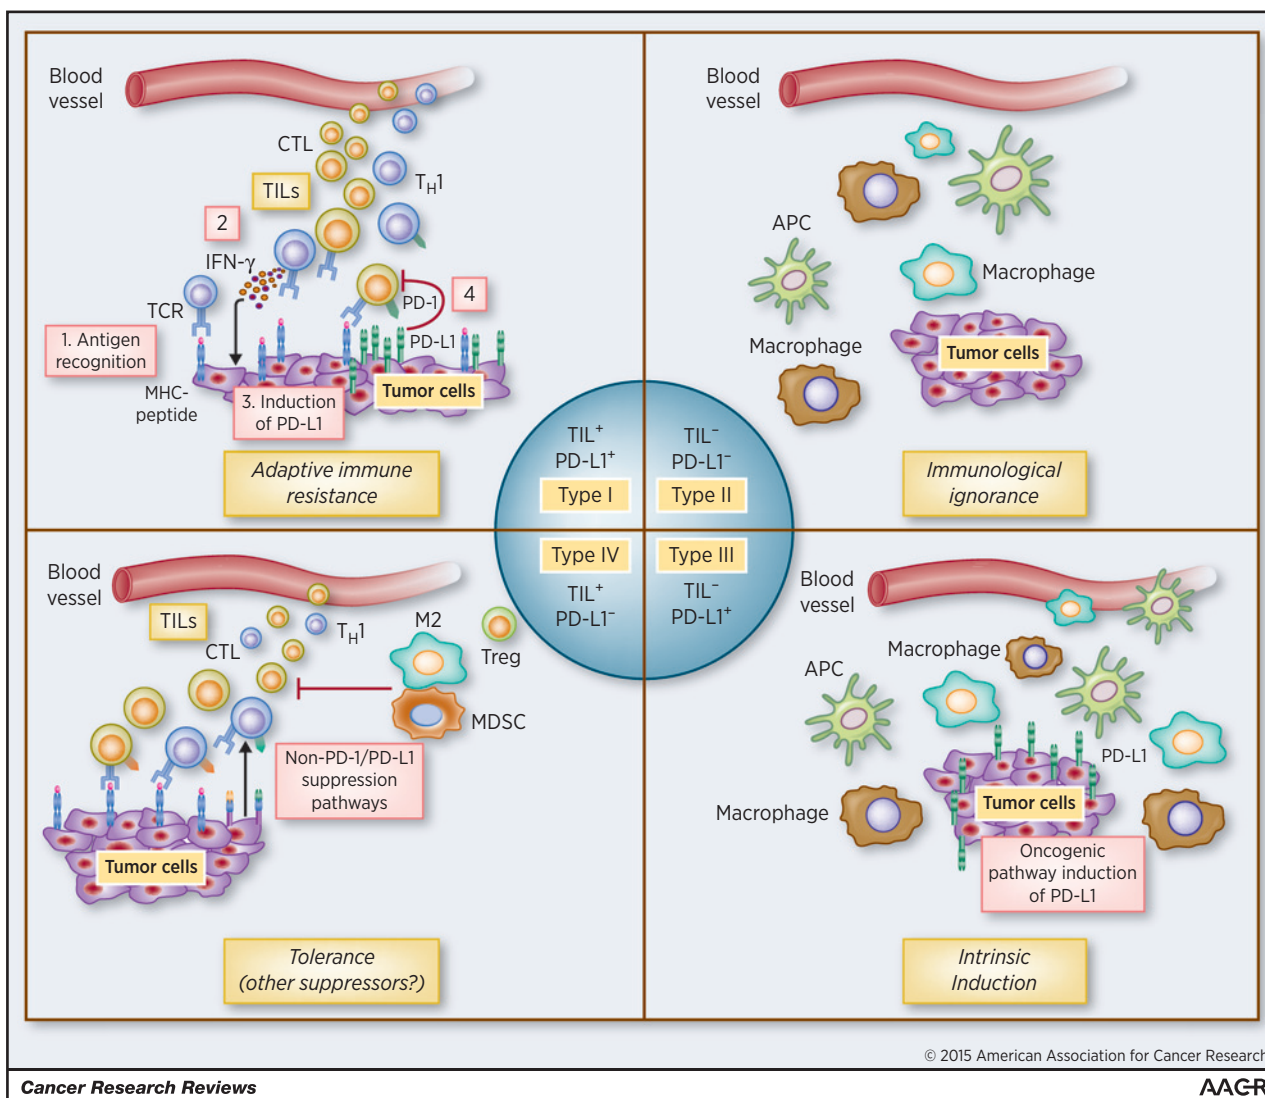 Blood
vessel
CTL
T_H1
TILs
2
IFN-γ
TCR
PD-1
4
PD-L1
1. Antigen
recognition
MHC-
peptide
3. Induction
of PD-L1
Tumor cells
Adaptive immune
resistance
Blood
vessel
APC
Macrophage
Macrophage
Tumor cells
Immunological
ignorance
TIL⁺
PD-L1⁺
Type I
TIL⁻
PD-L1⁻
Type II
Type IV
TIL⁺
PD-L1⁻
Type III
TIL⁻
PD-L1⁺
Blood
vessel
TILs
CTL
T_H1
M2
Treg
MDSC
Non-PD-1/PD-L1
suppression
pathways
Tumor cells
Tolerance
(other suppressors?)
Blood
vessel
Macrophage
APC
PD-L1
Macrophage
Tumor cells
Oncogenic
pathway induction
of PD-L1
Intrinsic
Induction
© 2015 American Association for Cancer Research
Cancer Research Reviews
AACR